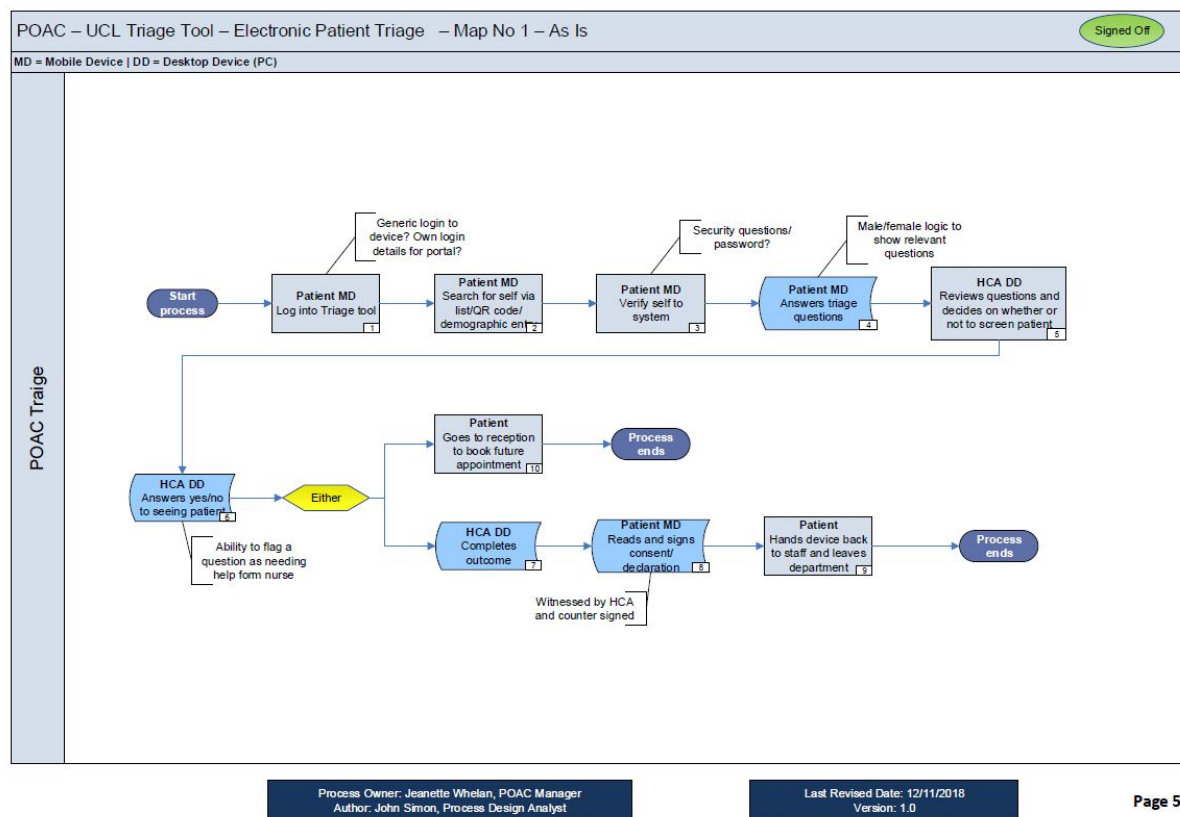 POAC – UCL Triage Tool – Electronic Patient Triage – Map No 1 – As Is
Signed Off
MD = Mobile Device | DD = Desktop Device (PC)
POAC Traige
Generic login to
device? Own login
details for portal?
Security questions/
password?
Male/female logic to
show relevant
questions
Start
process
Patient MD
Log into Triage tool
1
Patient MD
Search for self via
list/QR code/
demographic entry
2
Patient MD
Verify self to
system
3
Patient MD
Answers triage
questions
4
HCA DD
Reviews questions and
decides on whether or
not to screen patient
5
Patient
Goes to reception
to book future
appointment
10
Process
ends
HCA DD
Answers yes/no
to seeing patient
6
Either
HCA DD
Completes
outcome
7
Patient MD
Reads and signs
consent/
declaration
8
Patient
Hands device back
to staff and leaves
department
9
Process
ends
Ability to flag a
question as needing
help form nurse
Witnessed by HCA
and counter signed
Process Owner: Jeanette Whelan, POAC Manager
Author: John Simon, Process Design Analyst
Last Revised Date: 12/11/2018
Version: 1.0
Page 5